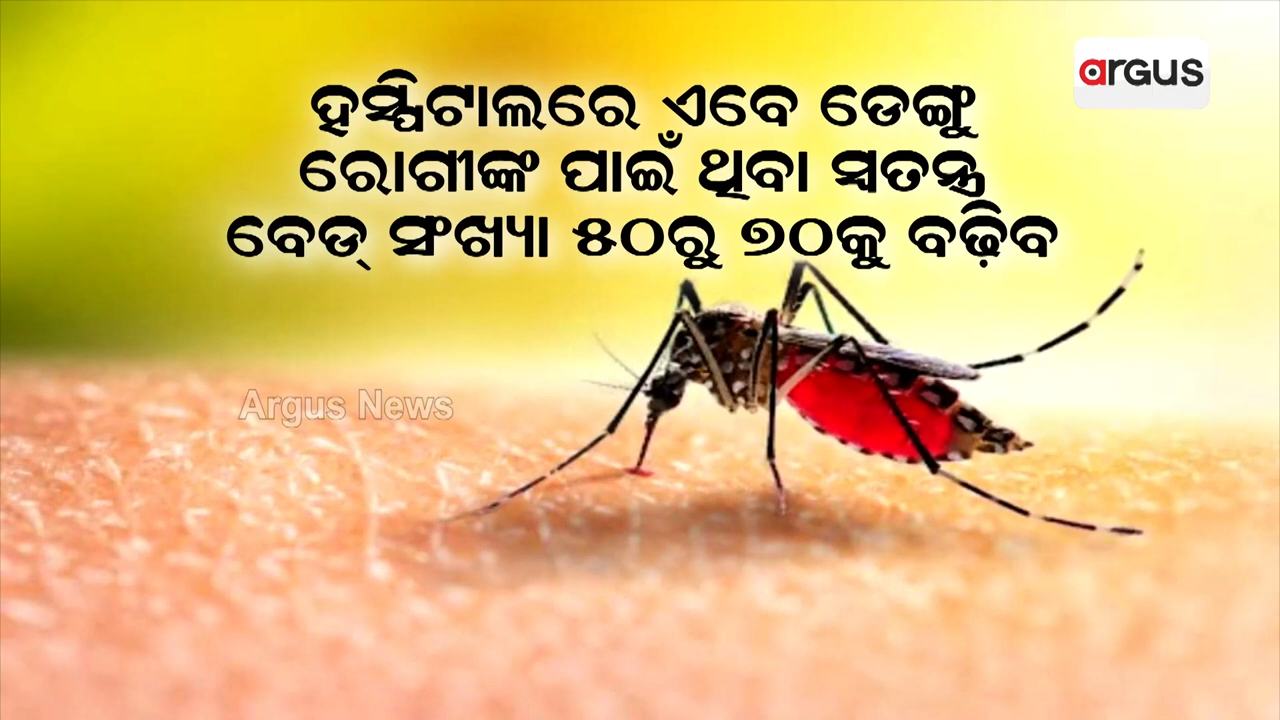 argus
ହସ୍ପିଟାଲରେ ଏବେ ଡେଙ୍ଗୁ
ରୋଗୀଙ୍କ ପାଇଁ ଥିବା ସ୍ୱତନ୍ତ୍ର
ବେଡ୍ ସଂଖ୍ୟା ୫୦ରୁ ୭୦କୁ ବଢ଼ିବ
Argus News